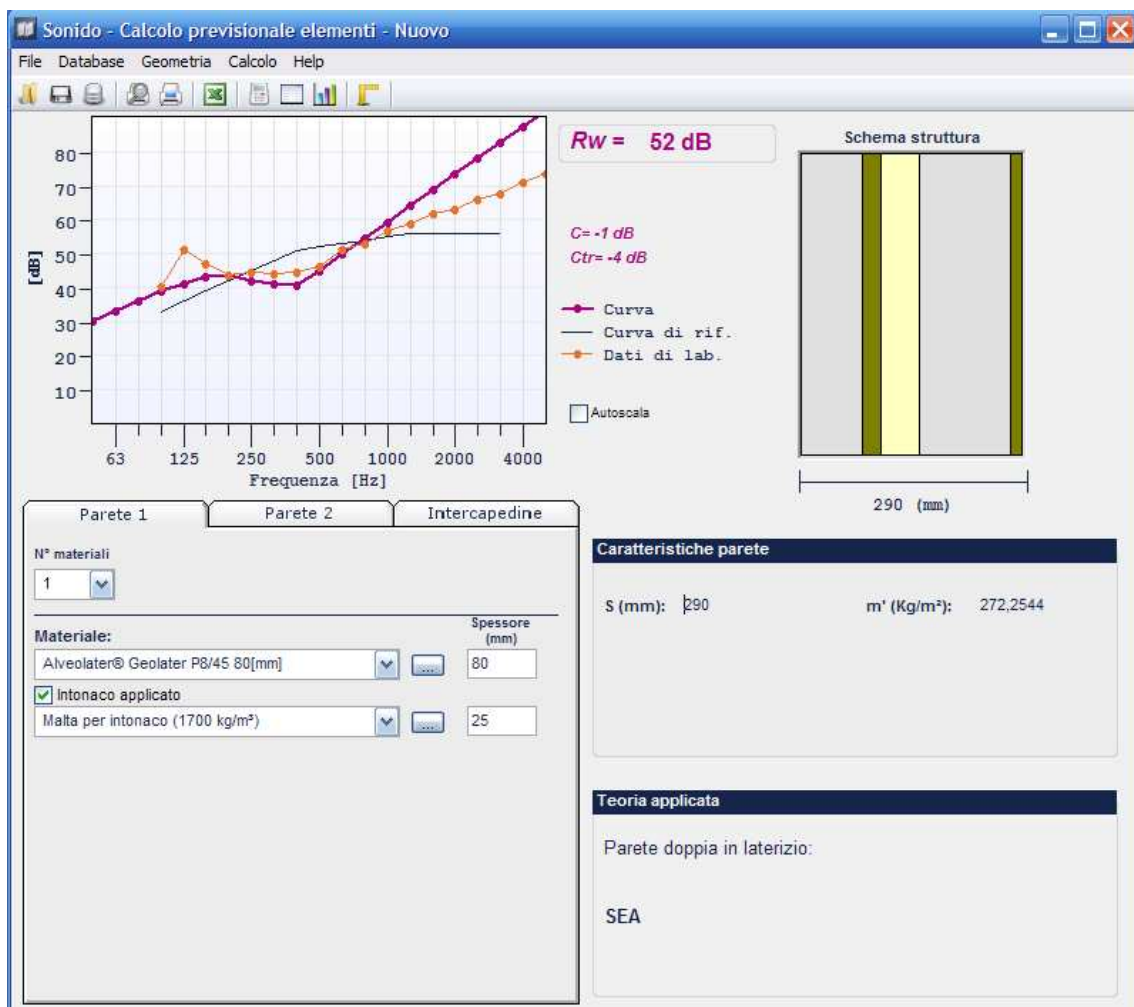 Sonido - Calcolo previsionale elementi - Nuovo
File Database Geometria Calcolo Help
80
70
60
50
40
30
20
10
[dB]
63 125 250 500 1000 2000 4000
Frequenza [Hz]
Rw = 52 dB
C= -1 dB
Ctr= -4 dB
Curva
Curva di rif.
Dati di lab.
Autoscala
Schema struttura
290 (mm)
Parete 1 Parete 2 Intercapedine
N° materiali
1
Materiale:
Spessore
(mm)
Alveolater® Geolater P8/45 80[mm] ... 80
Intonaco applicato
Malta per intonaco (1700 kg/m³) ... 25
Caratteristiche parete
S (mm): 290 m' (Kg/m²): 272,2544
Teoria applicata
Parete doppia in laterizio:
SEA